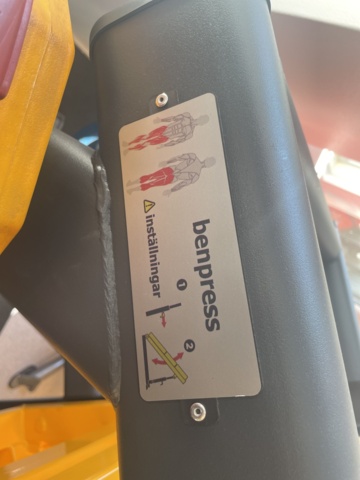 benpress
⚠ inställningar
1
2